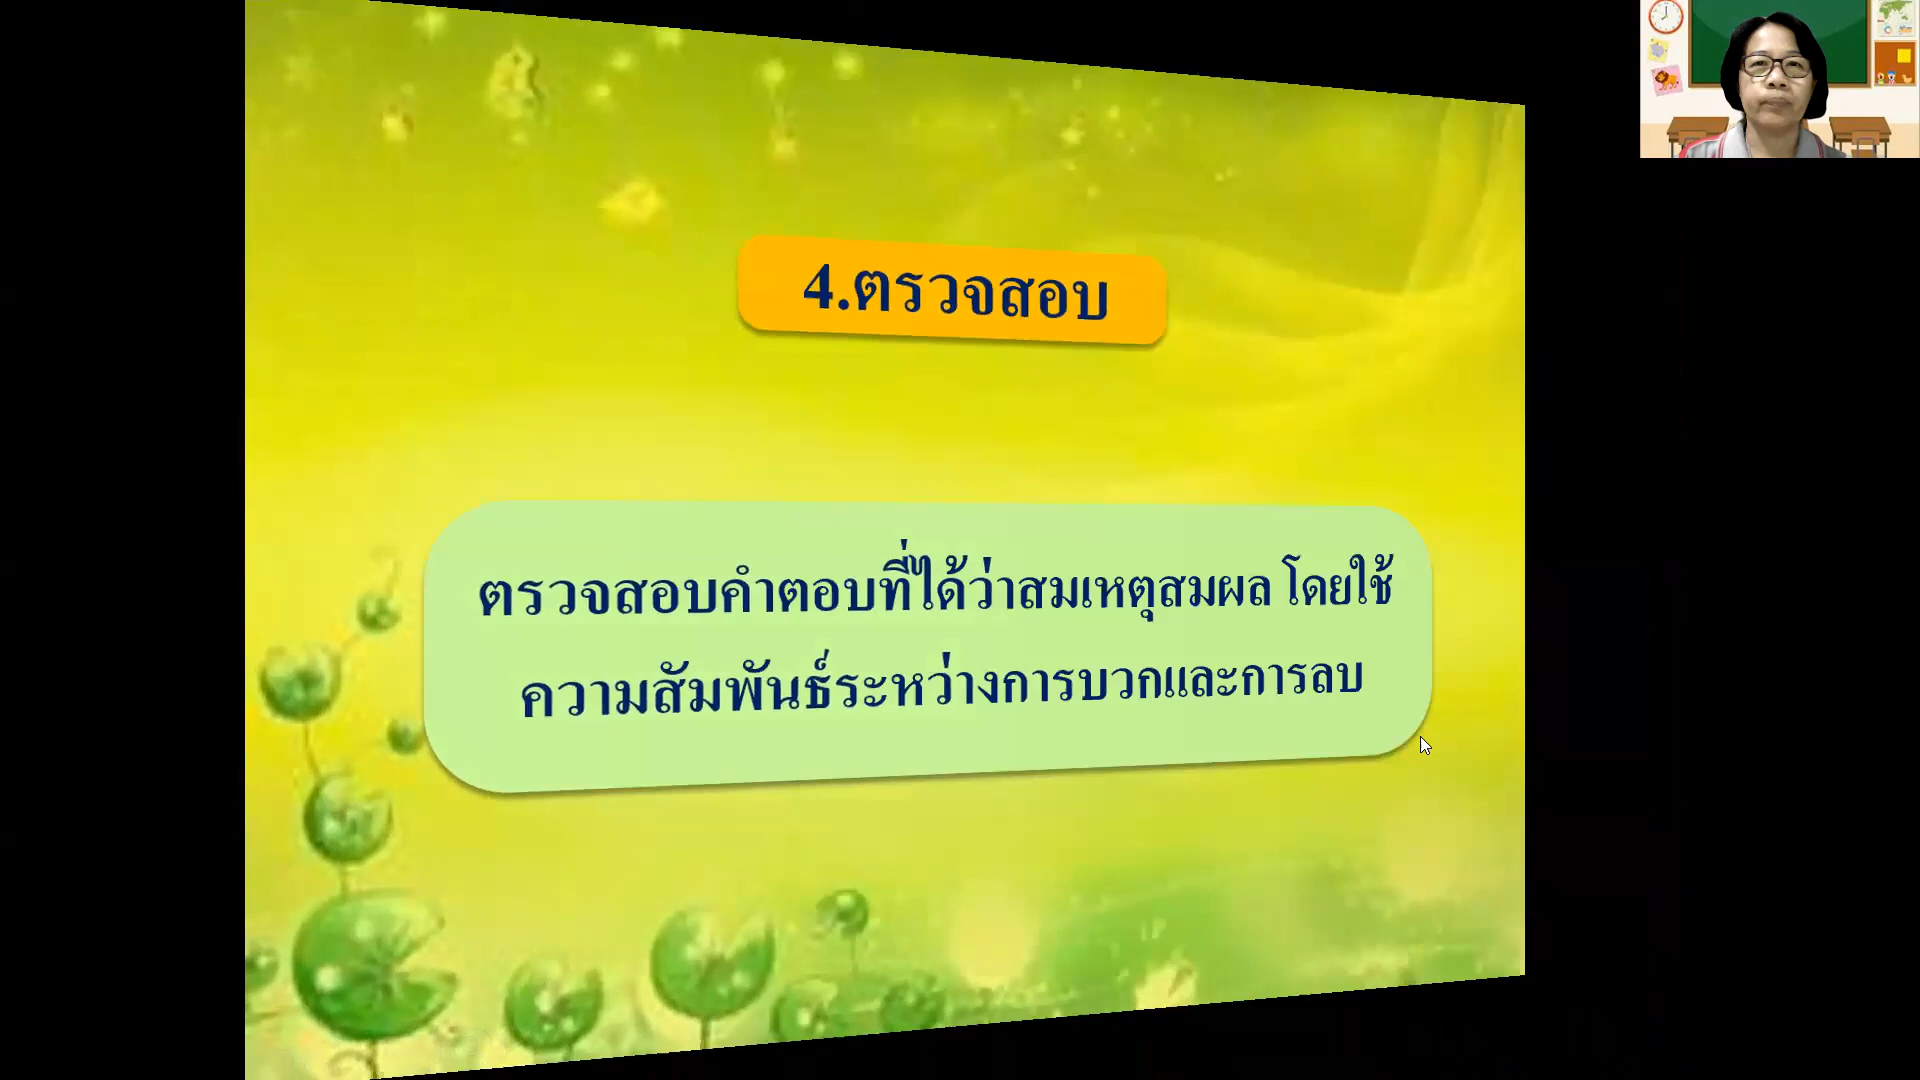 4.ตรวจสอบ
ตรวจสอบคำตอบที่ได้ว่าสมเหตุสมผล โดยใช้
ความสัมพันธ์ระหว่างการบวกและการลบ